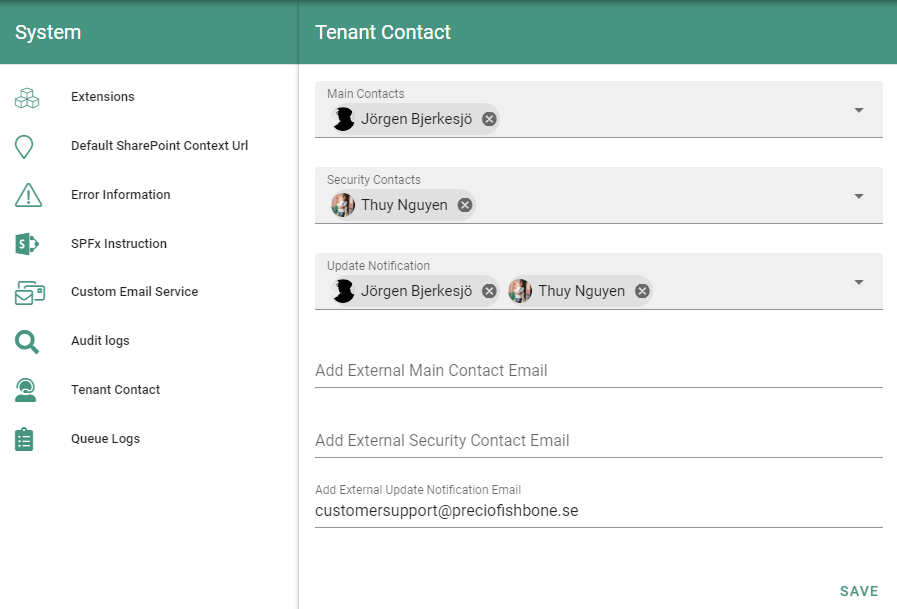 System
Extensions
Default SharePoint Context Url
Error Information
SPFx Instruction
Custom Email Service
Audit logs
Tenant Contact
Queue Logs
Tenant Contact
Main Contacts
Jörgen Bjerkesjö
Security Contacts
Thuy Nguyen
Update Notification
Jörgen Bjerkesjö Thuy Nguyen
Add External Main Contact Email
Add External Security Contact Email
Add External Update Notification Email
customersupport@preciofishbone.se
SAVE